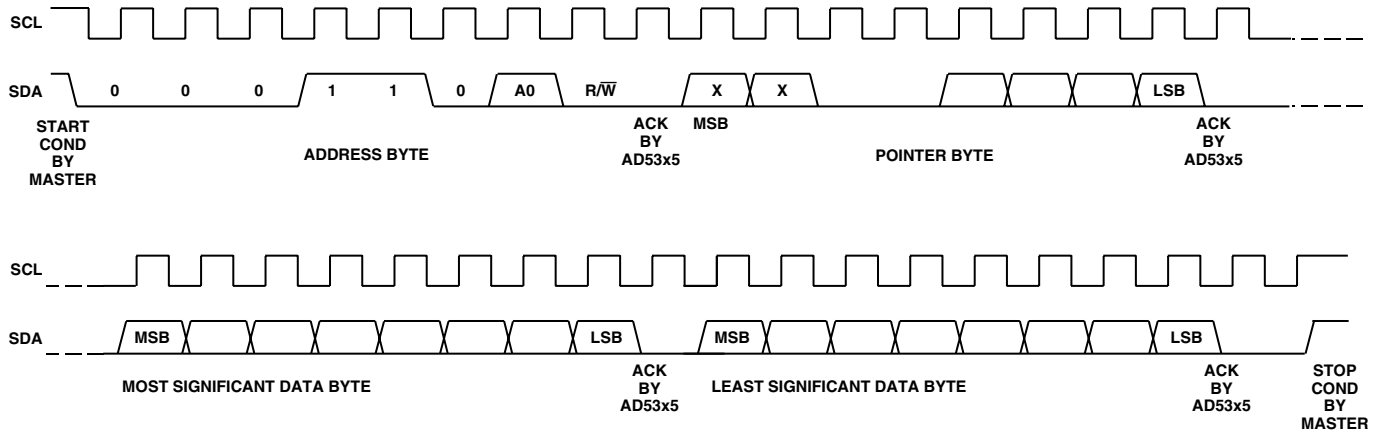 SCL
SDA 0 0 0 1 1 0 A0 R/W̅ X X LSB
START COND BY MASTER
ADDRESS BYTE
ACK BY AD53x5
MSB
POINTER BYTE
ACK BY AD53x5
SCL
SDA MSB LSB MSB LSB
MOST SIGNIFICANT DATA BYTE
ACK BY AD53x5
LEAST SIGNIFICANT DATA BYTE
ACK BY AD53x5
STOP COND BY MASTER